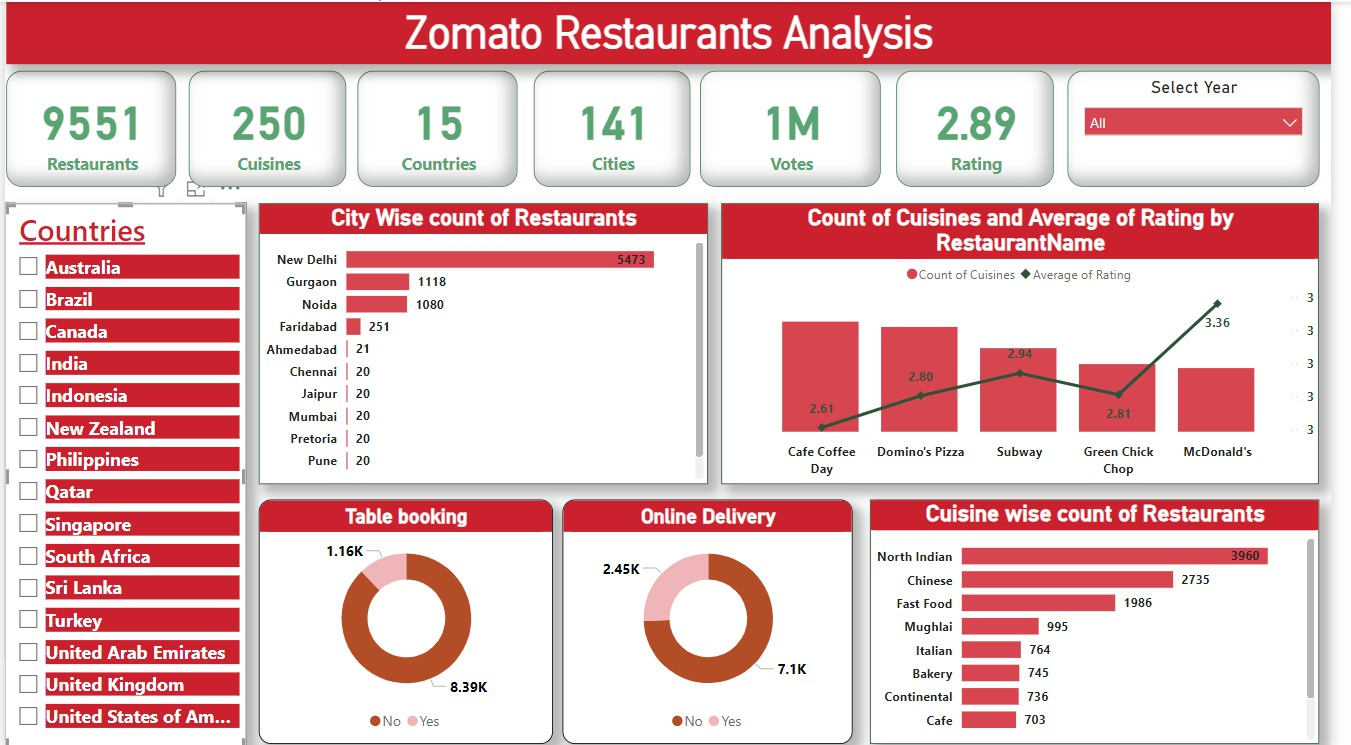 Zomato Restaurants Analysis
9551
Restaurants
250
Cuisines
15
Countries
141
Cities
1M
Votes
2.89
Rating
Select Year
All
Countries
Australia
Brazil
Canada
India
Indonesia
New Zealand
Philippines
Qatar
Singapore
South Africa
Sri Lanka
Turkey
United Arab Emirates
United Kingdom
United States of Am...
City Wise count of Restaurants
New Delhi 5473
Gurgaon 1118
Noida 1080
Faridabad 251
Ahmedabad 21
Chennai 20
Jaipur 20
Mumbai 20
Pretoria 20
Pune 20
Count of Cuisines and Average of Rating by
RestaurantName
Count of Cuisines Average of Rating
3
3
3
3
3
2.61
2.80
2.94
2.81
3.36
Cafe Coffee
Day
Domino's Pizza
Subway
Green Chick
Chop
McDonald's
Table booking
1.16K
8.39K
No Yes
Online Delivery
2.45K
7.1K
No Yes
Cuisine wise count of Restaurants
North Indian 3960
Chinese 2735
Fast Food 1986
Mughlai 995
Italian 764
Bakery 745
Continental 736
Cafe 703